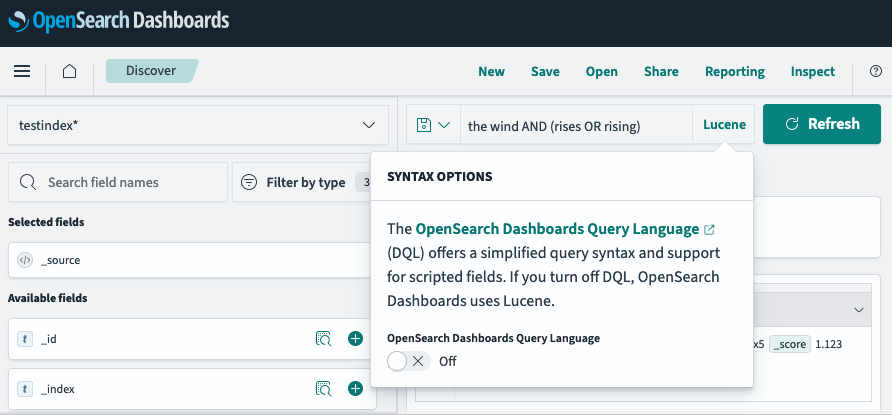 OpenSearch Dashboards
Discover
New Save Open Share Reporting Inspect
testindex*
the wind AND (rises OR rising)
Lucene
Refresh
Search field names
Filter by type 3
Selected fields
_source
Available fields
t _id
t _index
SYNTAX OPTIONS
The OpenSearch Dashboards Query Language
(DQL) offers a simplified query syntax and support
for scripted fields. If you turn off DQL, OpenSearch
Dashboards uses Lucene.
OpenSearch Dashboards Query Language
Off
x5 _score 1.123